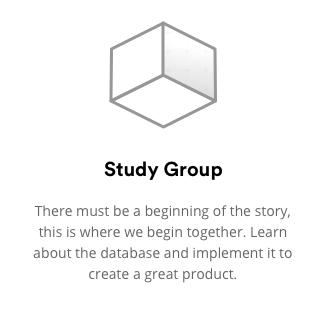 Study Group
There must be a beginning of the story,
this is where we begin together. Learn
about the database and implement it to
create a great product.